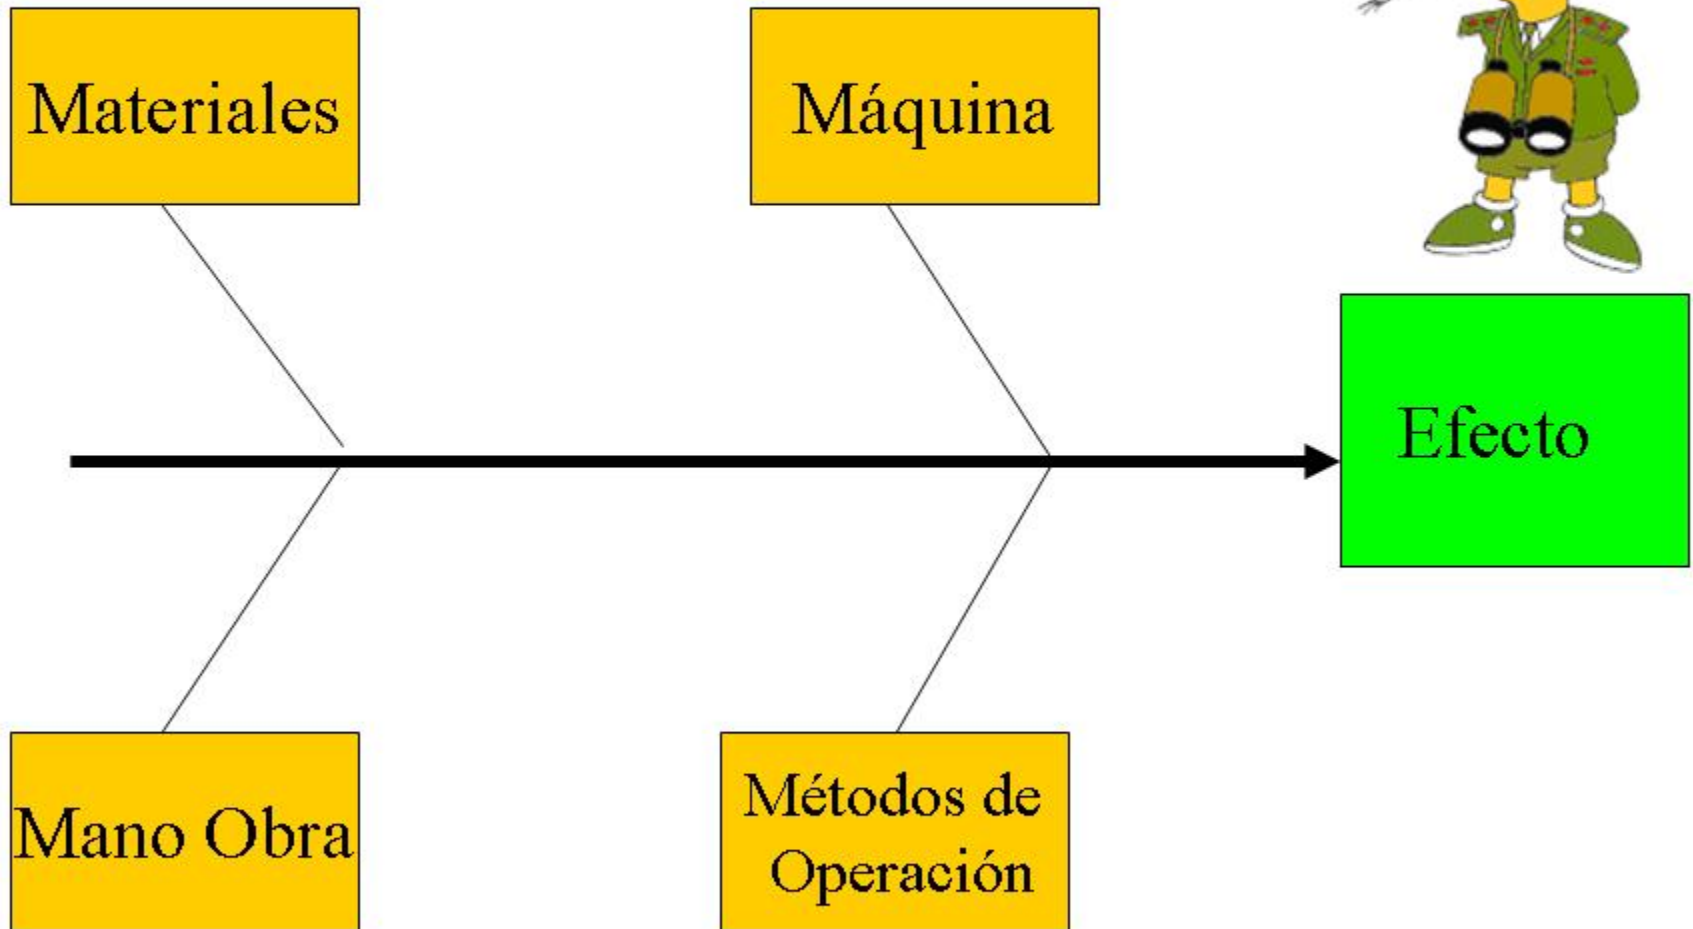 Materiales
Máquina
Efecto
Mano Obra
Métodos de
Operación